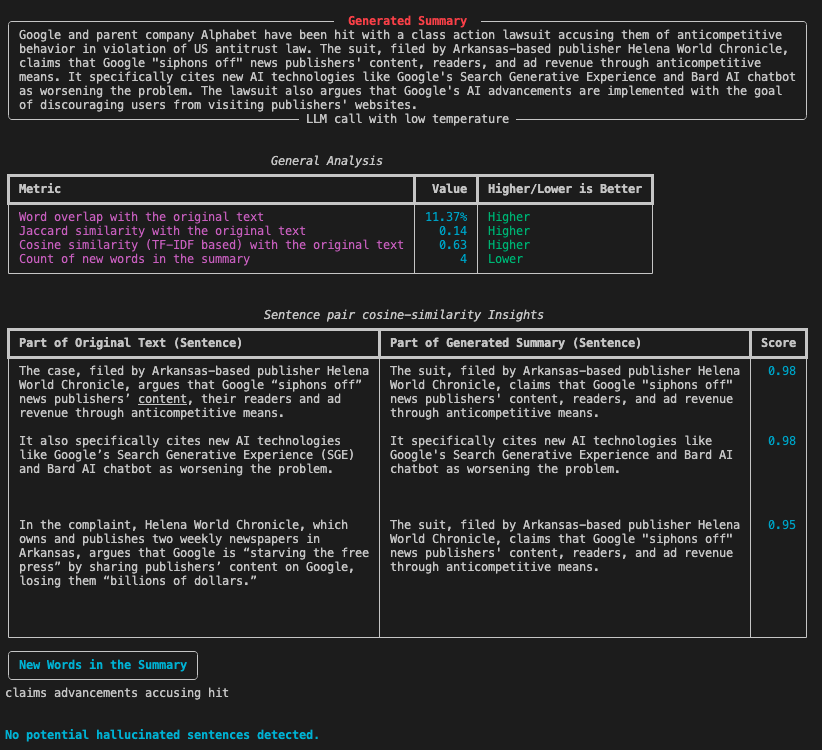 Generated Summary
Google and parent company Alphabet have been hit with a class action lawsuit accusing them of anticompetitive
behavior in violation of US antitrust law. The suit, filed by Arkansas-based publisher Helena World Chronicle,
claims that Google "siphons off" news publishers' content, readers, and ad revenue through anticompetitive
means. It specifically cites new AI technologies like Google's Search Generative Experience and Bard AI chatbot
as worsening the problem. The lawsuit also argues that Google's AI advancements are implemented with the goal
of discouraging users from visiting publishers' websites.
LLM call with low temperature
General Analysis
Metric Value Higher/Lower is Better
Word overlap with the original text 11.37% Higher
Jaccard similarity with the original text 0.14 Higher
Cosine similarity (TF-IDF based) with the original text 0.63 Higher
Count of new words in the summary 4 Lower
Sentence pair cosine-similarity Insights
Part of Original Text (Sentence) Part of Generated Summary (Sentence) Score
The case, filed by Arkansas-based publisher Helena The suit, filed by Arkansas-based publisher Helena 0.98
World Chronicle, argues that Google “siphons off” World Chronicle, claims that Google "siphons off"
news publishers’ content, their readers and ad news publishers' content, readers, and ad revenue
revenue through anticompetitive means. through anticompetitive means.
It also specifically cites new AI technologies It specifically cites new AI technologies like 0.98
like Google’s Search Generative Experience (SGE) Google's Search Generative Experience and Bard AI
and Bard AI chatbot as worsening the problem. chatbot as worsening the problem.
In the complaint, Helena World Chronicle, which The suit, filed by Arkansas-based publisher Helena 0.95
owns and publishes two weekly newspapers in World Chronicle, claims that Google "siphons off"
Arkansas, argues that Google is “starving the free news publishers' content, readers, and ad revenue
press” by sharing publishers’ content on Google, through anticompetitive means.
losing them “billions of dollars.”
New Words in the Summary
claims advancements accusing hit
No potential hallucinated sentences detected.